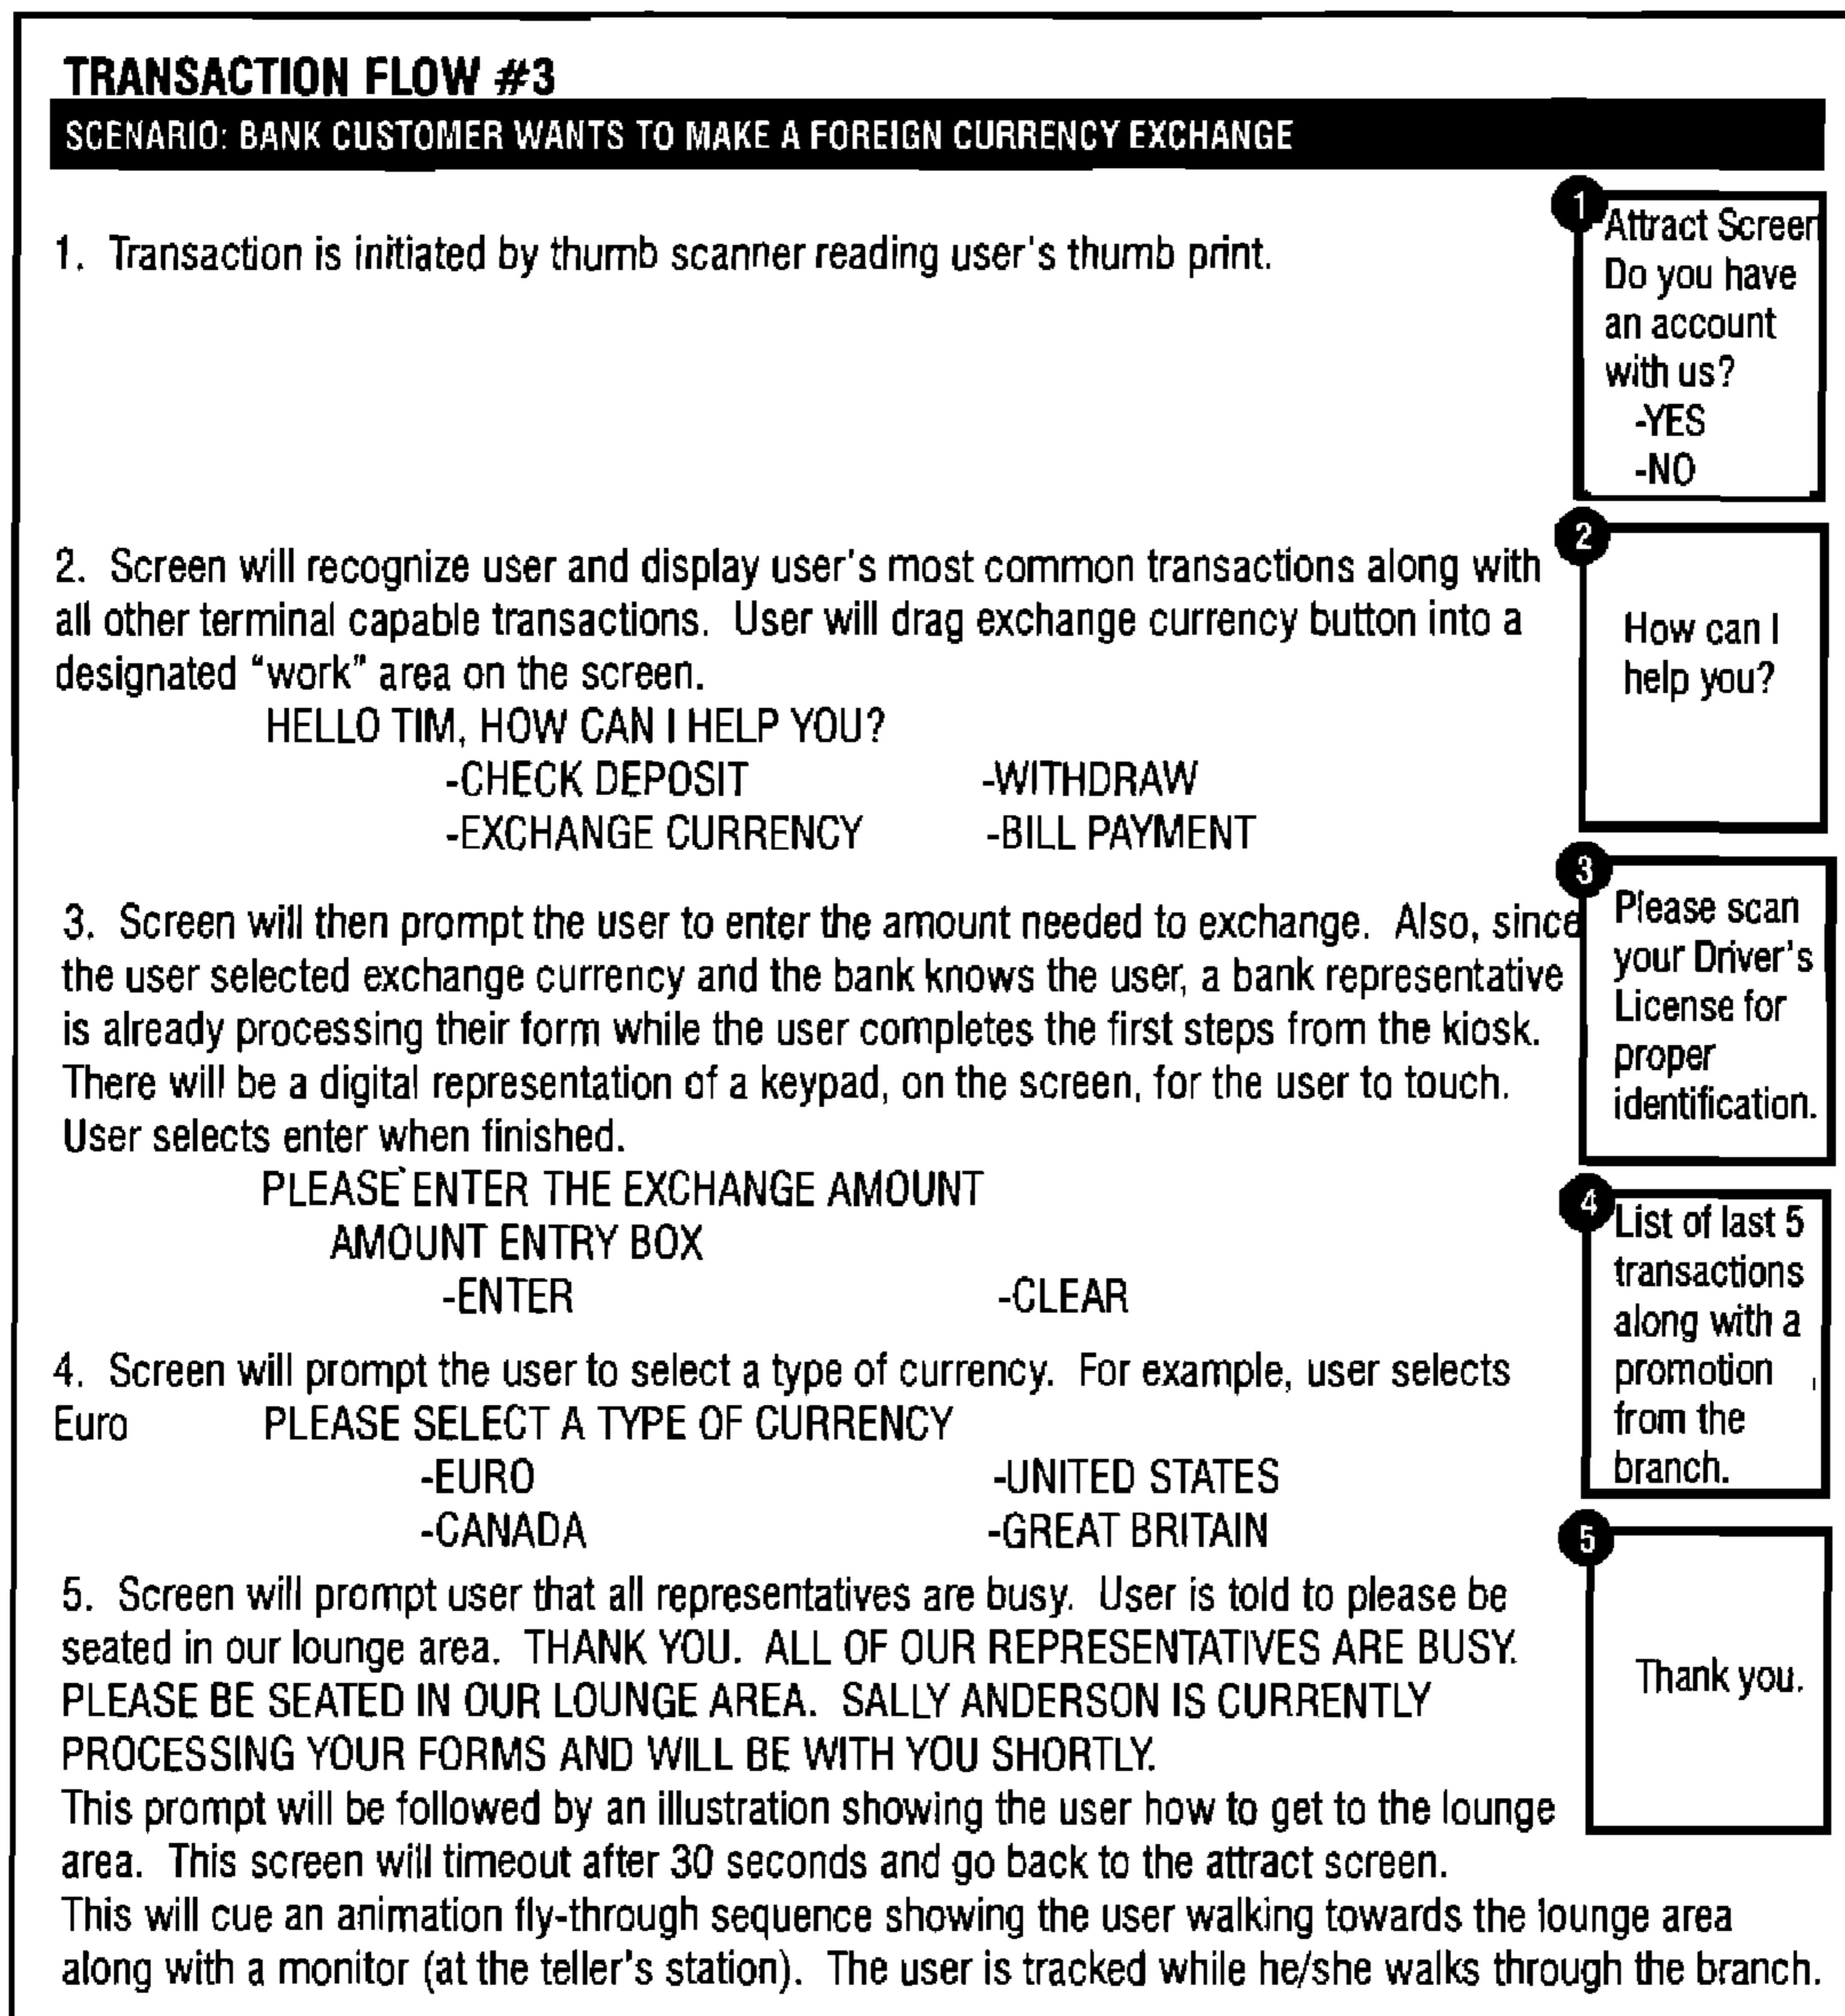 TRANSACTION FLOW #3
SCENARIO: BANK CUSTOMER WANTS TO MAKE A FOREIGN CURRENCY EXCHANGE
1. Transaction is initiated by thumb scanner reading user's thumb print.
1
Attract Screen
Do you have
an account
with us?
-YES
-NO
2. Screen will recognize user and display user's most common transactions along with
all other terminal capable transactions. User will drag exchange currency button into a
designated “work” area on the screen.
HELLO TIM, HOW CAN I HELP YOU?
-CHECK DEPOSIT -WITHDRAW
-EXCHANGE CURRENCY -BILL PAYMENT
2
How can I
help you?
3. Screen will then prompt the user to enter the amount needed to exchange. Also, since
the user selected exchange currency and the bank knows the user, a bank representative
is already processing their form while the user completes the first steps from the kiosk.
There will be a digital representation of a keypad, on the screen, for the user to touch.
User selects enter when finished.
PLEASE ENTER THE EXCHANGE AMOUNT
AMOUNT ENTRY BOX
-ENTER -CLEAR
3
Please scan
your Driver's
License for
proper
identification.
4. Screen will prompt the user to select a type of currency. For example, user selects
Euro PLEASE SELECT A TYPE OF CURRENCY
-EURO -UNITED STATES
-CANADA -GREAT BRITAIN
4
List of last 5
transactions
along with a
promotion
from the
branch.
5. Screen will prompt user that all representatives are busy. User is told to please be
seated in our lounge area. THANK YOU. ALL OF OUR REPRESENTATIVES ARE BUSY.
PLEASE BE SEATED IN OUR LOUNGE AREA. SALLY ANDERSON IS CURRENTLY
PROCESSING YOUR FORMS AND WILL BE WITH YOU SHORTLY.
This prompt will be followed by an illustration showing the user how to get to the lounge
area. This screen will timeout after 30 seconds and go back to the attract screen.
This will cue an animation fly-through sequence showing the user walking towards the lounge area
along with a monitor (at the teller's station). The user is tracked while he/she walks through the branch.
5
Thank you.